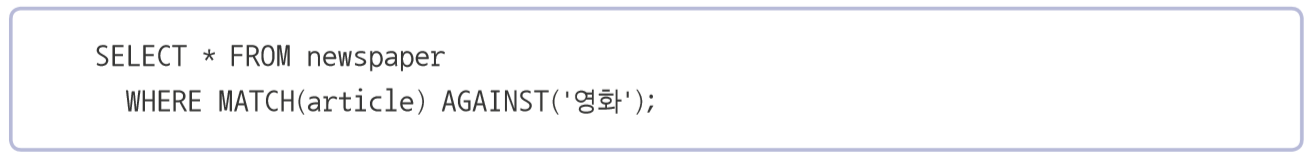 SELECT * FROM newspaper
WHERE MATCH(article) AGAINST('영화');